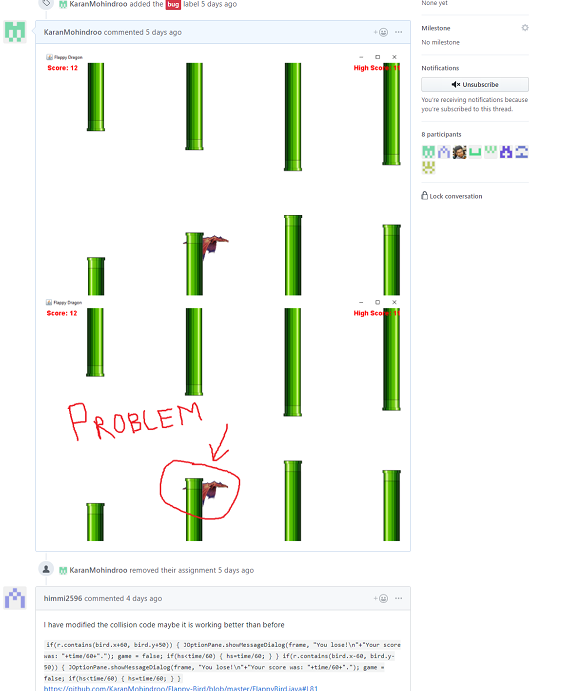 KaranMohindroo added the bug label 5 days ago
None yet
Milestone
No milestone
Notifications
Unsubscribe
You're receiving notifications because
you're subscribed to this thread.
8 participants
Lock conversation
KaranMohindroo commented 5 days ago
Flappy Dragon
Score: 12
High Sco
Flappy Dragon
Score: 12
High Sco
PROBLEM
KaranMohindroo removed their assignment 5 days ago
himmi2596 commented 4 days ago
I have modified the collision code maybe it is working better than before
if(r.contains(bird.x+60, bird.y+50)) { JOptionPane.showMessageDialog(frame, "You lose!\n"+"Your score
was: "+time/60+"."); game = false; if(hs<time/60) { hs=time/60; } } if(r.contains(bird.x-60, bird.y-
50)) { JOptionPane.showMessageDialog(frame, "You lose!\n"+"Your score was: "+time/60+"."); game =
false; if(hs<time/60) { hs=time/60; } }
https://github.com/KaranMohindroo/Flappy-Bird/blob/master/FlappyBird.java#L81